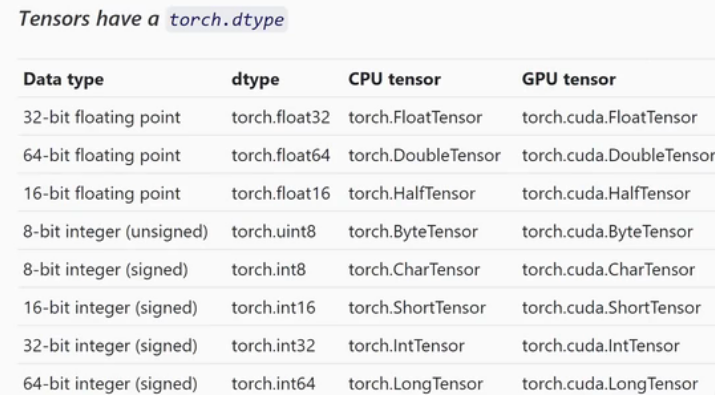 Tensors have a torch.dtype
Data type dtype CPU tensor GPU tensor
32-bit floating point torch.float32 torch.FloatTensor torch.cuda.FloatTensor
64-bit floating point torch.float64 torch.DoubleTensor torch.cuda.DoubleTensor
16-bit floating point torch.float16 torch.HalfTensor torch.cuda.HalfTensor
8-bit integer (unsigned) torch.uint8 torch.ByteTensor torch.cuda.ByteTensor
8-bit integer (signed) torch.int8 torch.CharTensor torch.cuda.CharTensor
16-bit integer (signed) torch.int16 torch.ShortTensor torch.cuda.ShortTensor
32-bit integer (signed) torch.int32 torch.IntTensor torch.cuda.IntTensor
64-bit integer (signed) torch.int64 torch.LongTensor torch.cuda.LongTensor